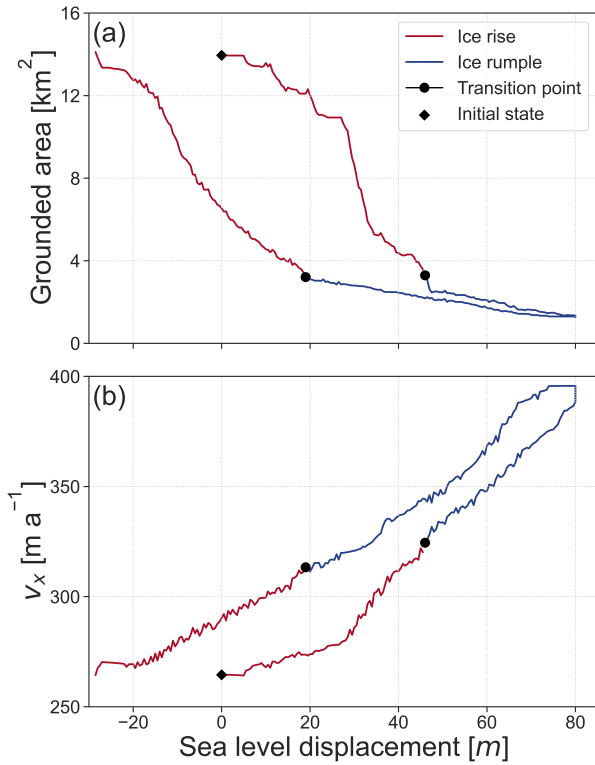 (a)
Grounded area [km²]
16
12
8
4
0
Ice rise
Ice rumple
Transition point
Initial state
(b)
vₓ [m a⁻¹]
400
350
300
250
−20 0 20 40 60 80
Sea level displacement [m]